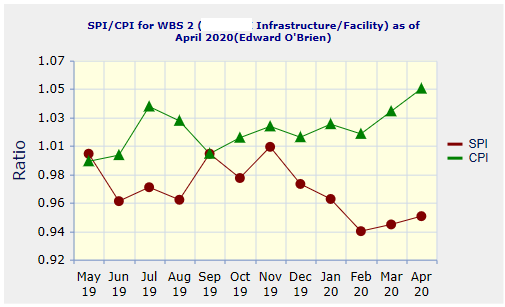 SPI/CPI for WBS 2 ( Infrastructure/Facility) as of
April 2020(Edward O'Brien)
1.07
1.05
1.03
1.01
0.98
0.96
0.94
0.92
Ratio
May Jun Jul Aug Sep Oct Nov Dec Jan Feb Mar Apr
19 19 19 19 19 19 19 19 20 20 20 20
SPI
CPI